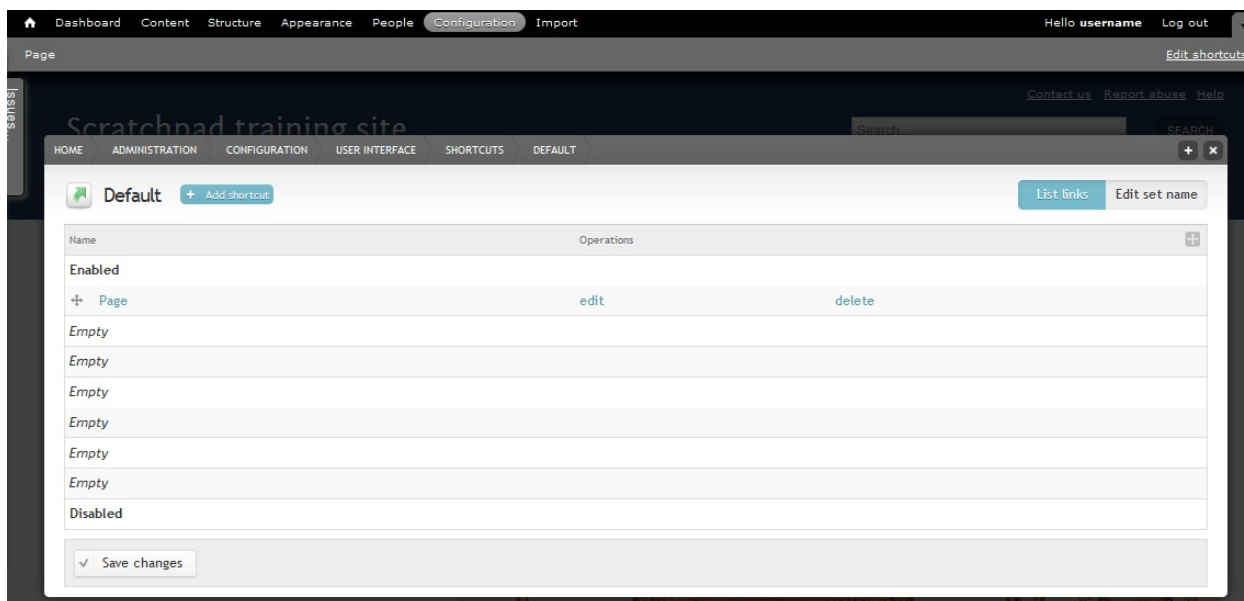 Dashboard Content Structure Appearance People Configuration Import Hello username Log out
Page Edit shortcuts
Issues...
Contact us Report abuse Help
Scratchpad training site
Search... SEARCH
HOME ADMINISTRATION CONFIGURATION USER INTERFACE SHORTCUTS DEFAULT
Default + Add shortcut List links Edit set name
Name Operations
Enabled
Page edit delete
Empty
Empty
Empty
Empty
Empty
Empty
Disabled
Save changes